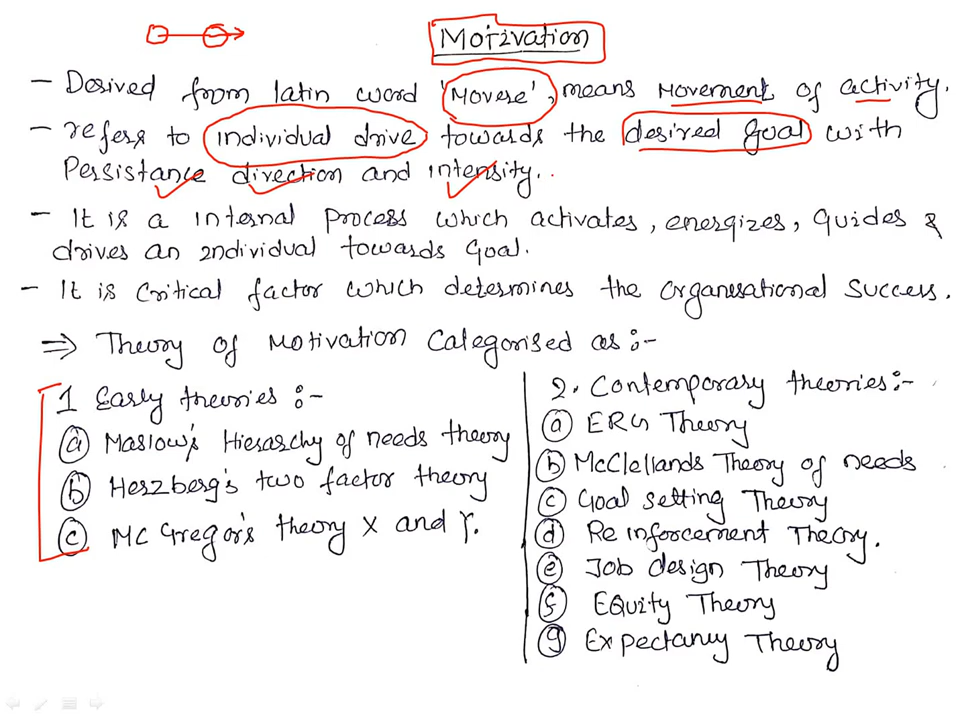 Motivation
- Desired from latin word 'Movere', means Movement of activity.
- refers to individual drive towards the desired Goal with
Persistance direction and intensity.
- It is a internal process which activates, energizes, guides &
drives an individual towards Goal.
- It is critical factor which determines the organisational success.
⇒ Theory of Motivation Categorised as :-
1 Early theories :-
a Maslow's Hierarchy of needs theory
b Herzberg's two factor theory
c Mc Gregor's theory X and Y.
2. Contemporary theories:-
a ERG Theory
b McClellands Theory of needs
c Goal setting Theory
d Reinforcement Theory.
e Job design Theory
f Equity Theory
g Expectancy Theory